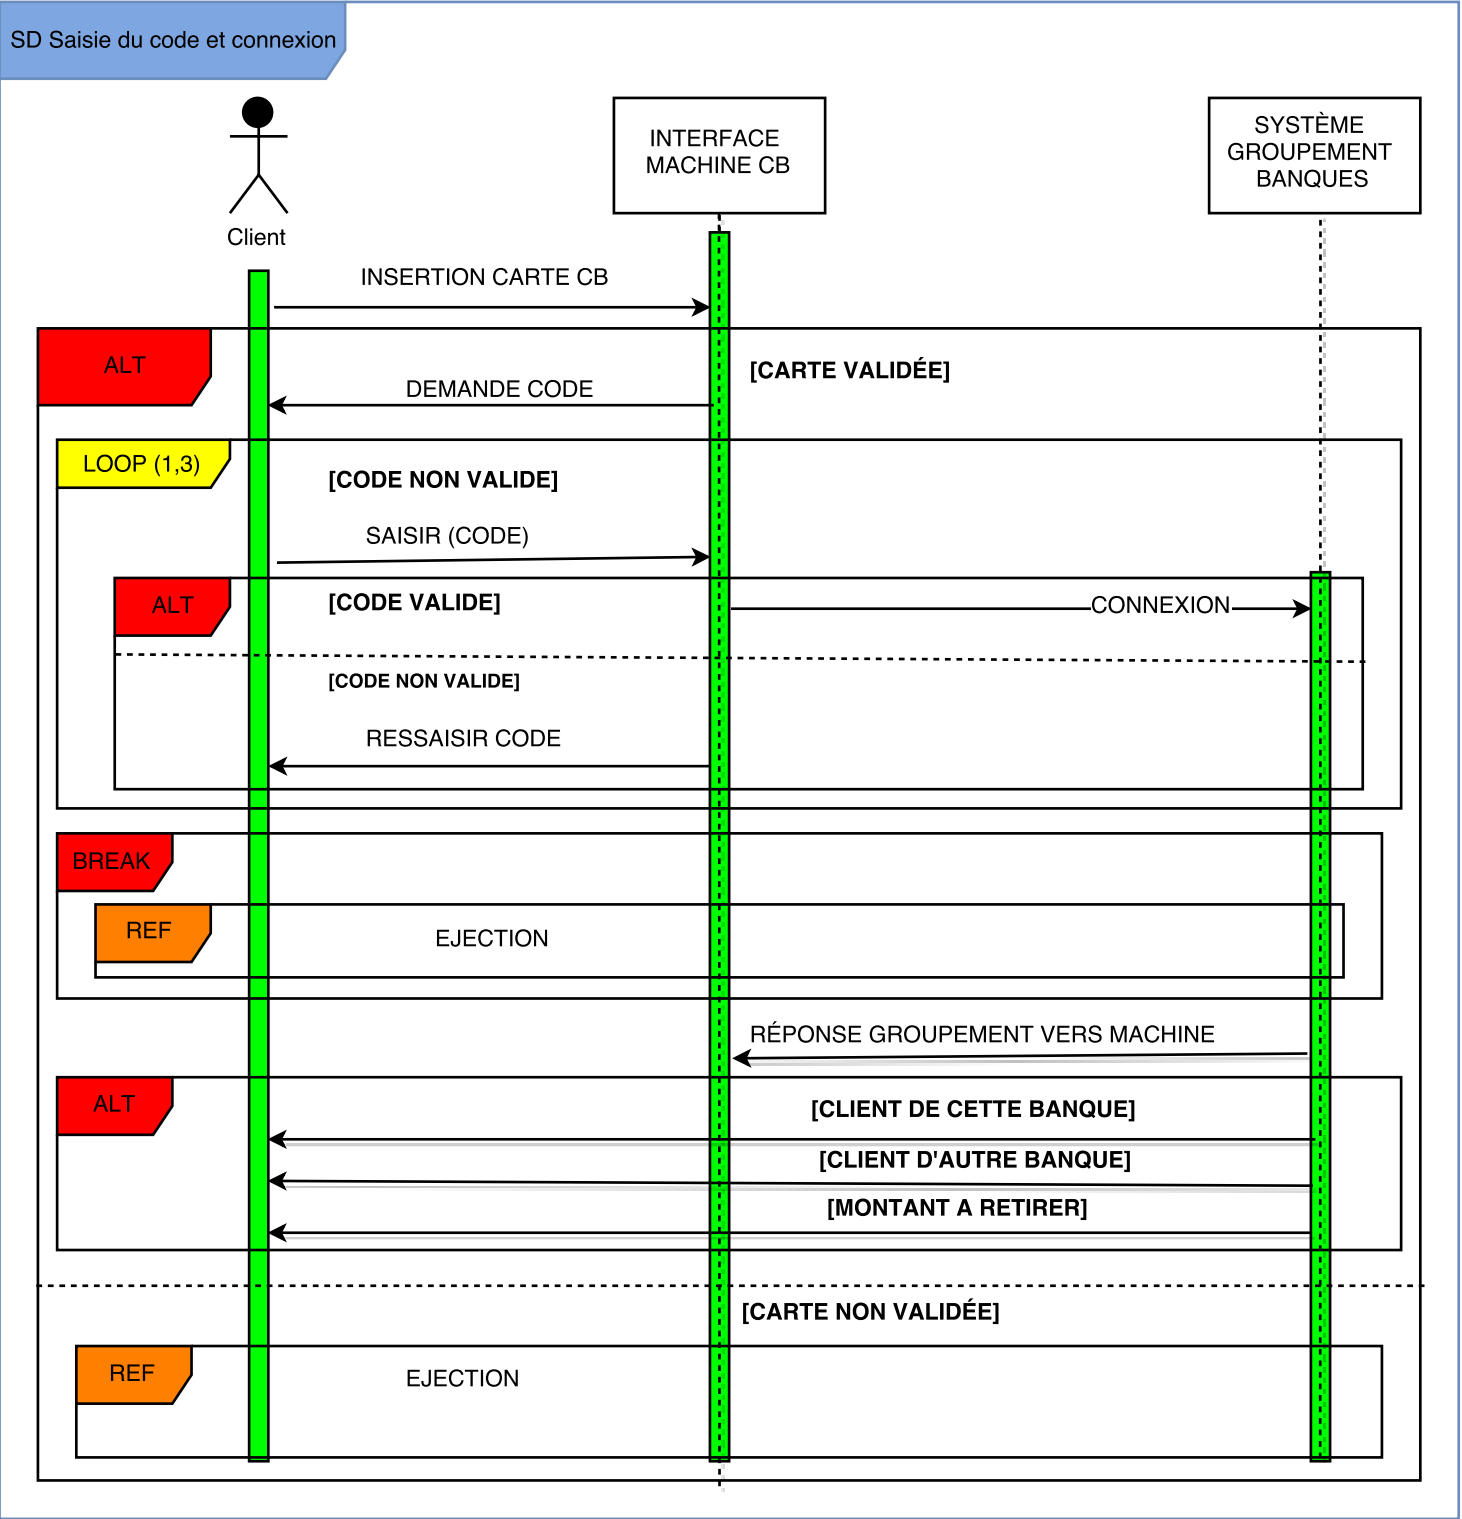 SD Saisie du code et connexion
Client
INTERFACE
MACHINE CB
SYSTÈME
GROUPEMENT
BANQUES
INSERTION CARTE CB
ALT
[CARTE VALIDÉE]
DEMANDE CODE
LOOP (1,3)
[CODE NON VALIDE]
SAISIR (CODE)
ALT
[CODE VALIDE]
CONNEXION
[CODE NON VALIDE]
RESSAISIR CODE
BREAK
REF
EJECTION
RÉPONSE GROUPEMENT VERS MACHINE
ALT
[CLIENT DE CETTE BANQUE]
[CLIENT D'AUTRE BANQUE]
[MONTANT A RETIRER]
[CARTE NON VALIDÉE]
REF
EJECTION